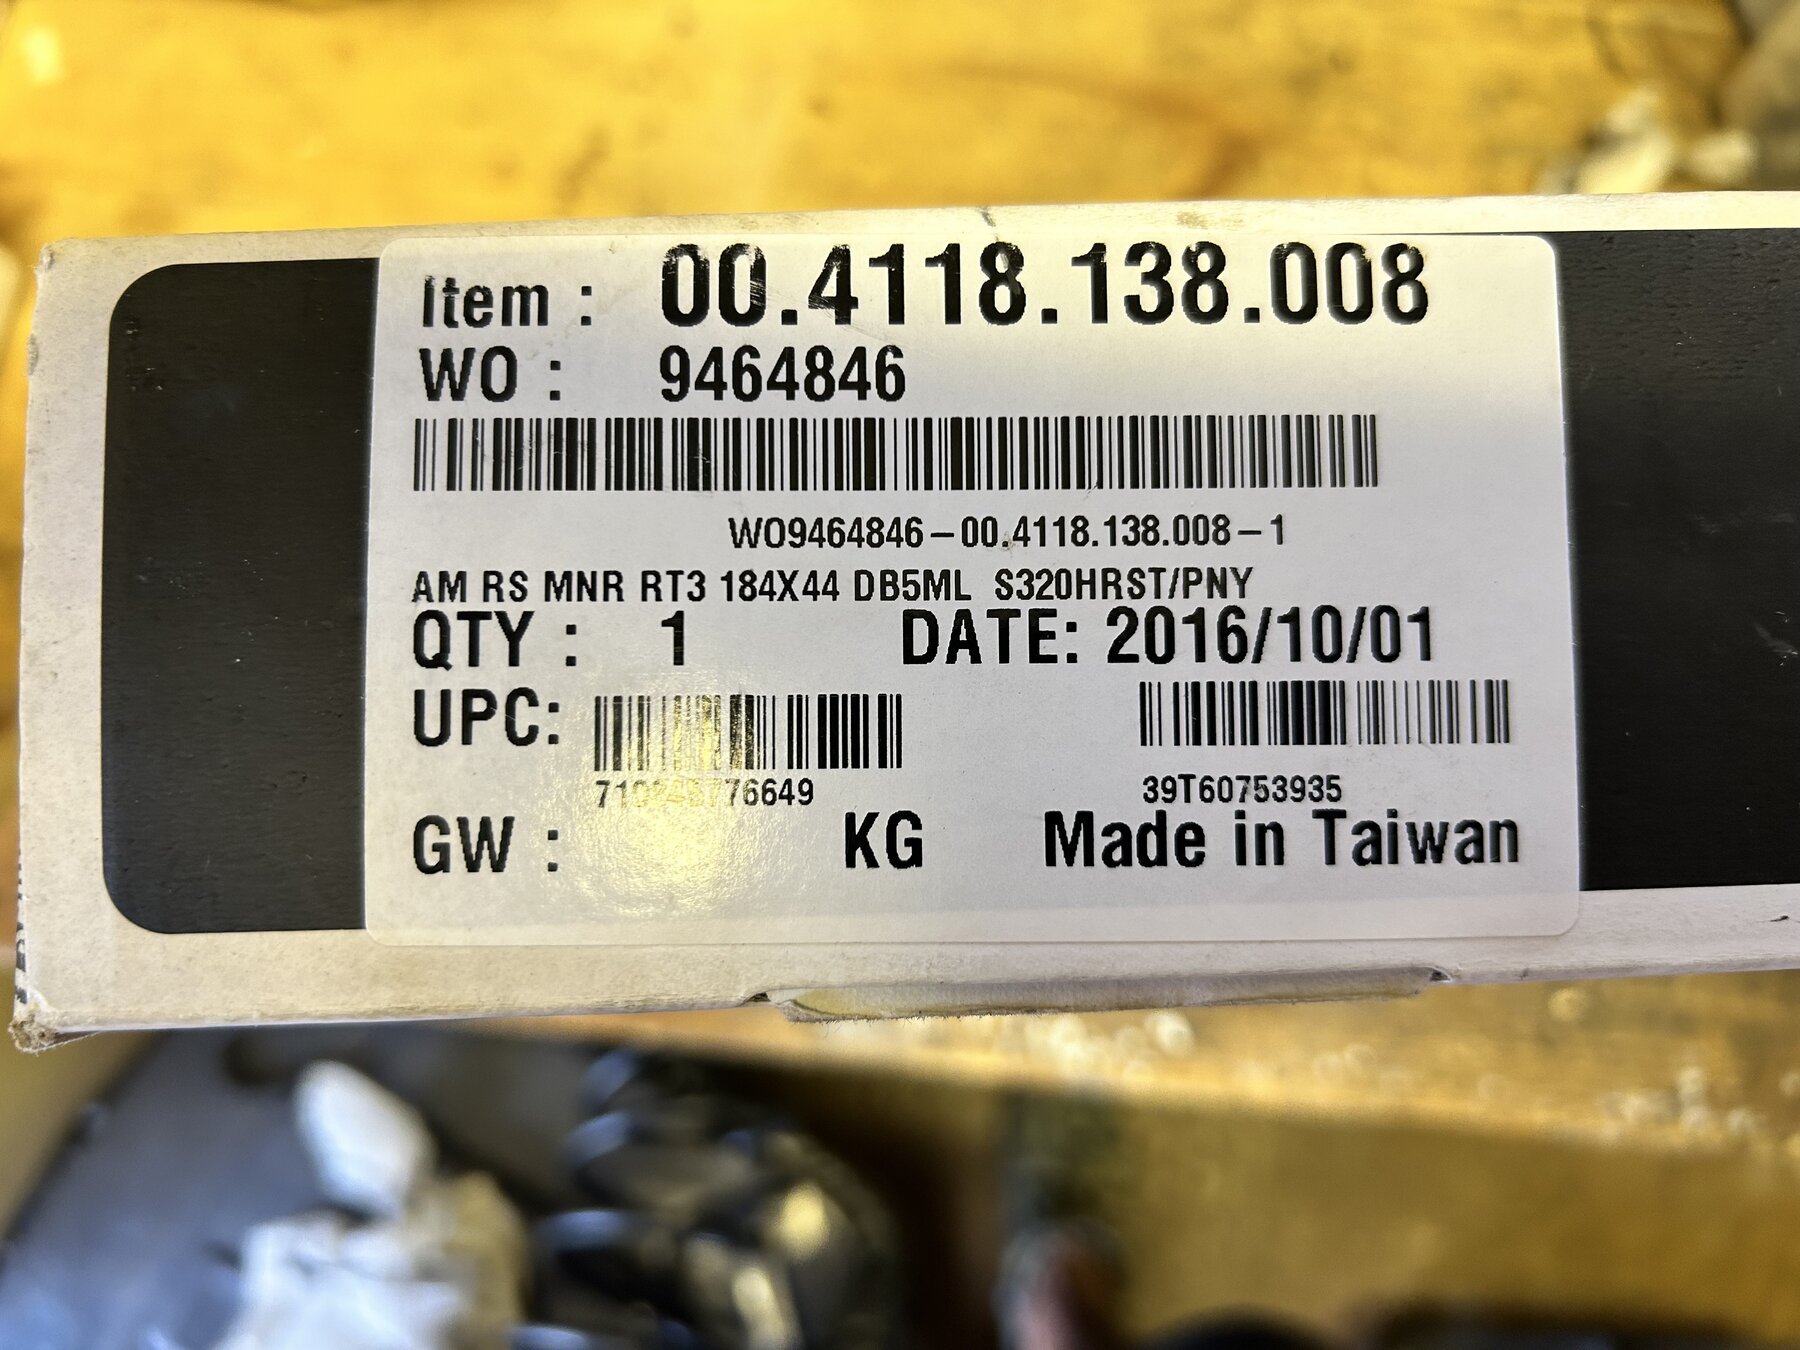 Item : 00.4118.138.008
WO : 9464846
WO9464846-00.4118.138.008-1
AM RS MNR RT3 184X44 DB5ML S320HRST/PNY
QTY : 1 DATE: 2016/10/01
UPC:
39T60753935
GW : KG Made in Taiwan